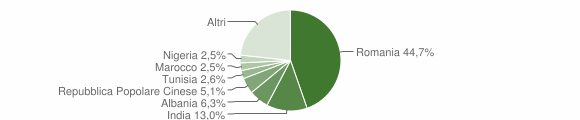 Altri
Romania 44,7%
Nigeria 2,5%
Marocco 2,5%
Tunisia 2,6%
Repubblica Popolare Cinese 5,1%
Albania 6,3%
India 13,0%